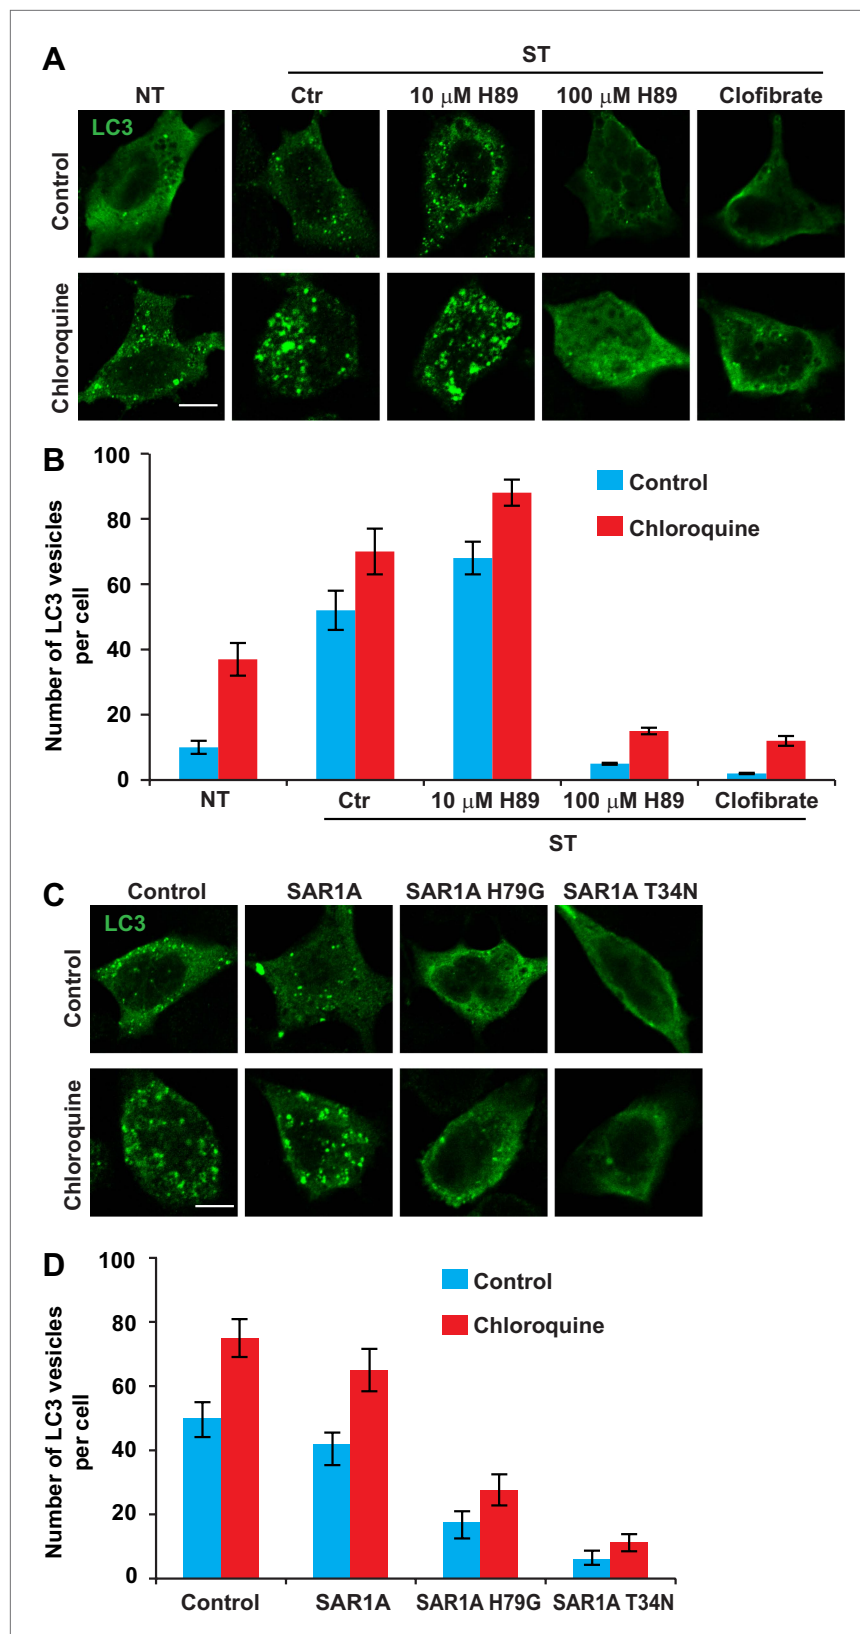 A
ST
NT
Ctr
10 μM H89
100 μM H89
Clofibrate
LC3
Control
Chloroquine
B
100
80
60
40
20
0
Number of LC3 vesicles
per cell
Control
Chloroquine
NT
Ctr
10 μM H89
100 μM H89
Clofibrate
ST
C
Control
SAR1A
SAR1A H79G
SAR1A T34N
LC3
Control
Chloroquine
D
100
80
60
40
20
0
Number of LC3 vesicles
per cell
Control
Chloroquine
Control
SAR1A
SAR1A H79G
SAR1A T34N